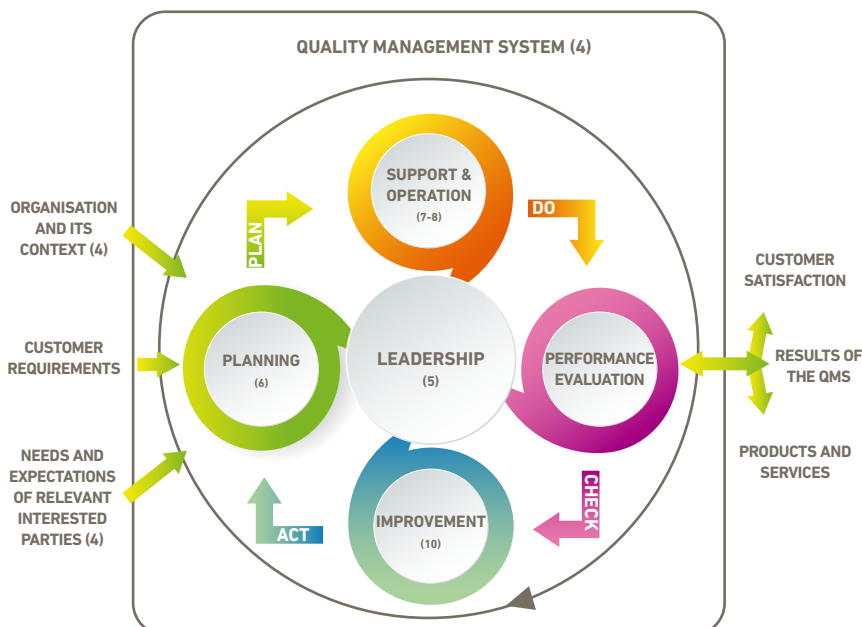 QUALITY MANAGEMENT SYSTEM (4)
SUPPORT &
OPERATION
(7-8)
PLAN
DO
ORGANISATION
AND ITS
CONTEXT (4)
CUSTOMER
REQUIREMENTS
NEEDS AND
EXPECTATIONS
OF RELEVANT
INTERESTED
PARTIES (4)
PLANNING
(6)
LEADERSHIP
(5)
PERFORMANCE
EVALUATION
CUSTOMER
SATISFACTION
RESULTS OF
THE QMS
PRODUCTS AND
SERVICES
CHECK
IMPROVEMENT
(10)
ACT